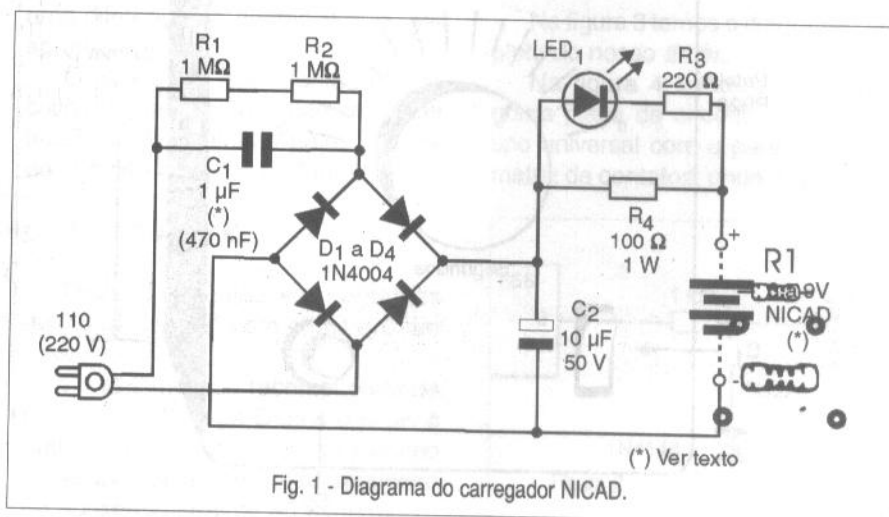 R1
1 MΩ
R2
1 MΩ
C1
1 µF
(*)
(470 nF)
D1 a D4
1N4004
110
(220 V)
LED1
R3
220 Ω
R4
100 Ω
1 W
C2
10 µF
50 V
+
R1
9V
NICAD
(*)
-
(*) Ver texto
Fig. 1 - Diagrama do carregador NICAD.